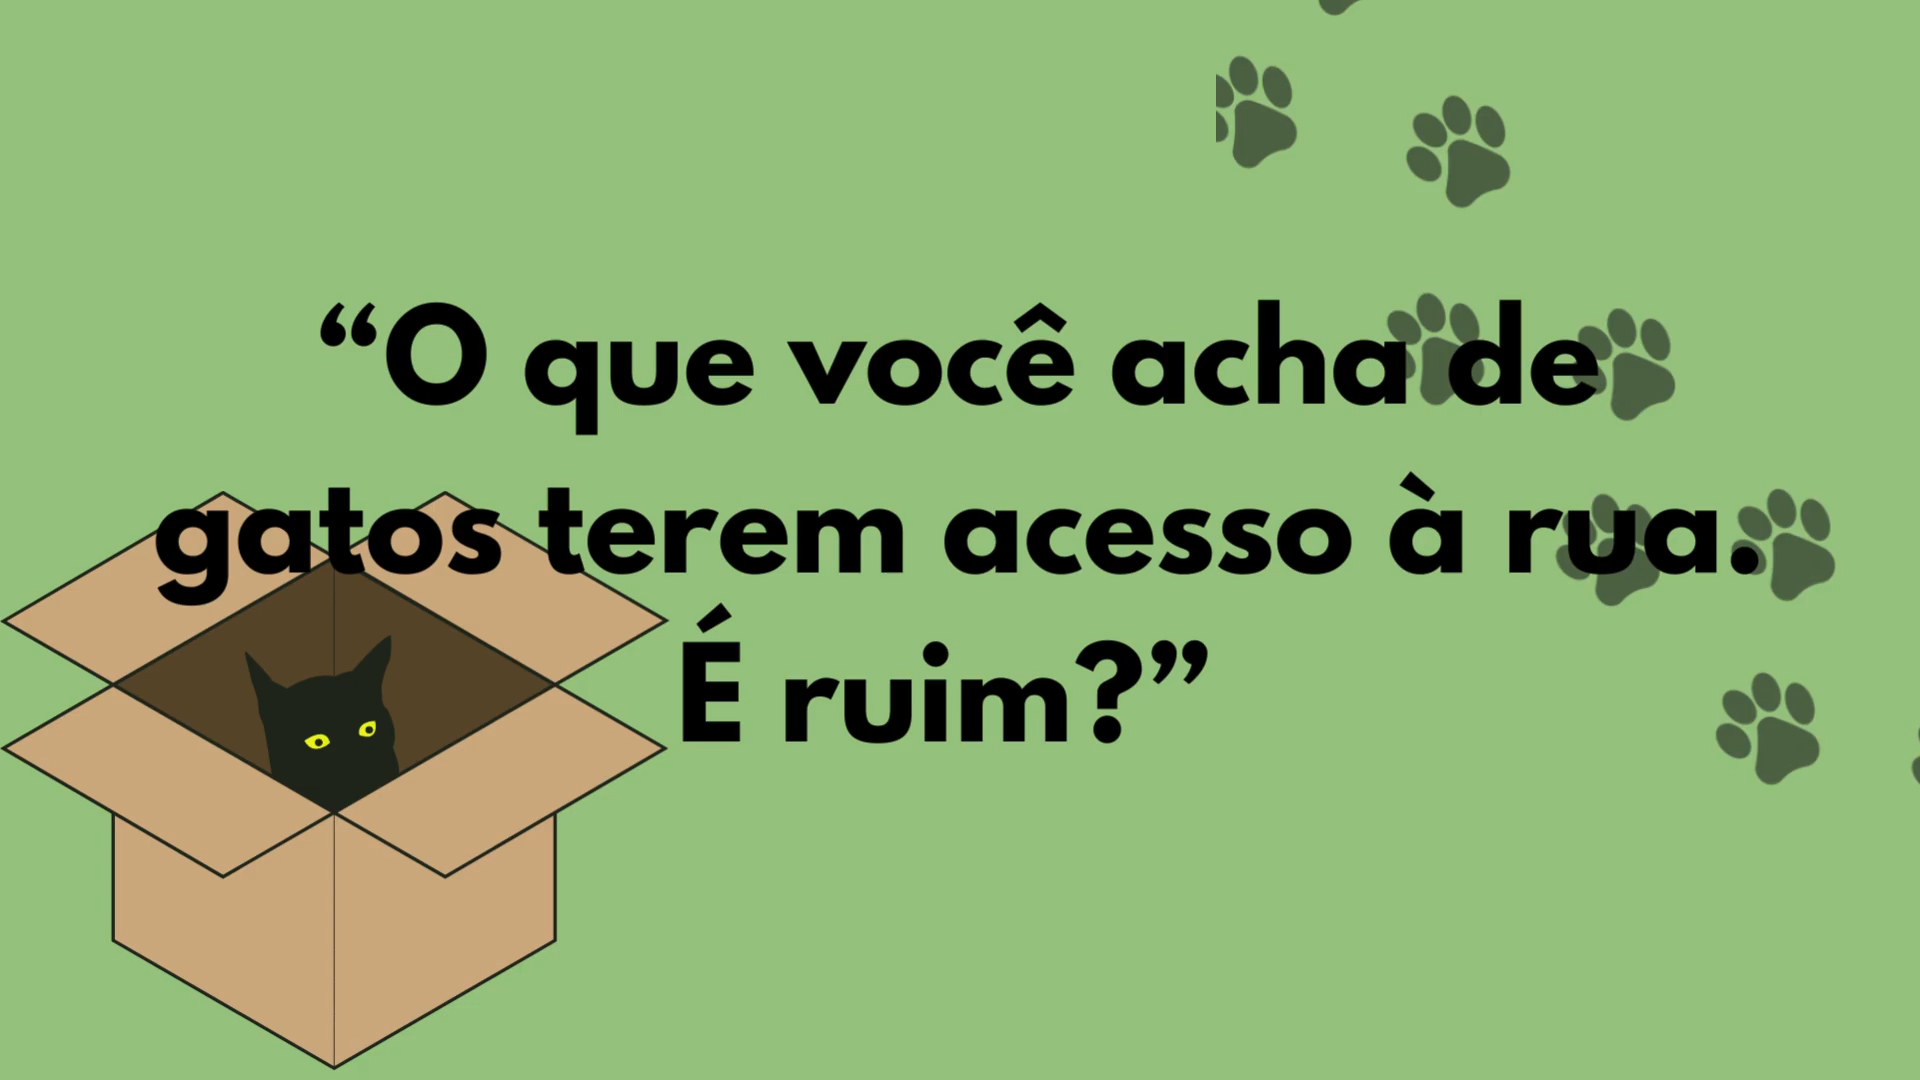 “O que você acha de
gatos terem acesso à rua.
É ruim?”